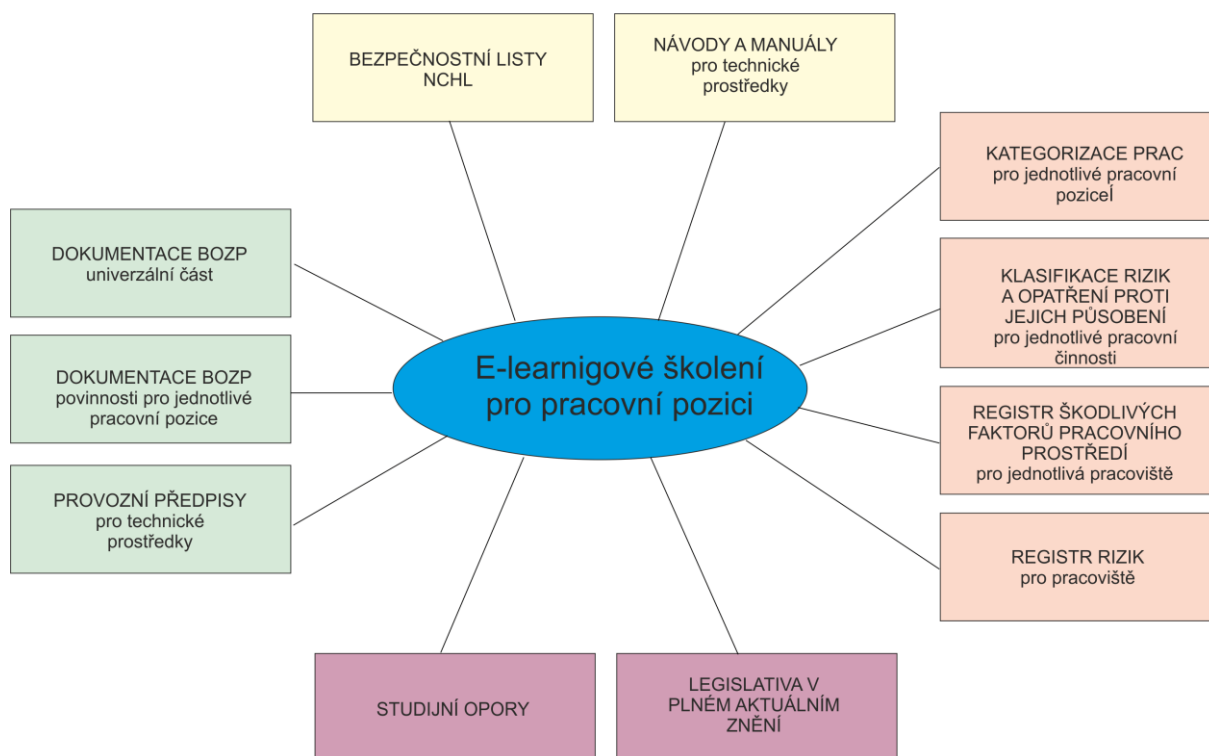 BEZPEČNOSTNÍ LISTY
NCHL
NÁVODY A MANUÁLY
pro technické
prostředky
KATEGORIZACE PRAC
pro jednotlivé pracovní
poziceÍ
DOKUMENTACE BOZP
univerzální část
KLASIFIKACE RIZIK
A OPATŘENÍ PROTI
JEJICH PŮSOBENÍ
pro jednotlivé pracovní
činnosti
E-learnigové školení
pro pracovní pozici
DOKUMENTACE BOZP
povinnosti pro jednotlivé
pracovní pozice
REGISTR ŠKODLIVÝCH
FAKTORŮ PRACOVNÍHO
PROSTŘEDÍ
pro jednotlivá pracoviště
PROVOZNÍ PŘEDPISY
pro technické
prostředky
REGISTR RIZIK
pro pracoviště
STUDIJNÍ OPORY
LEGISLATIVA V
PLNÉM AKTUÁLNÍM
ZNĚNÍ